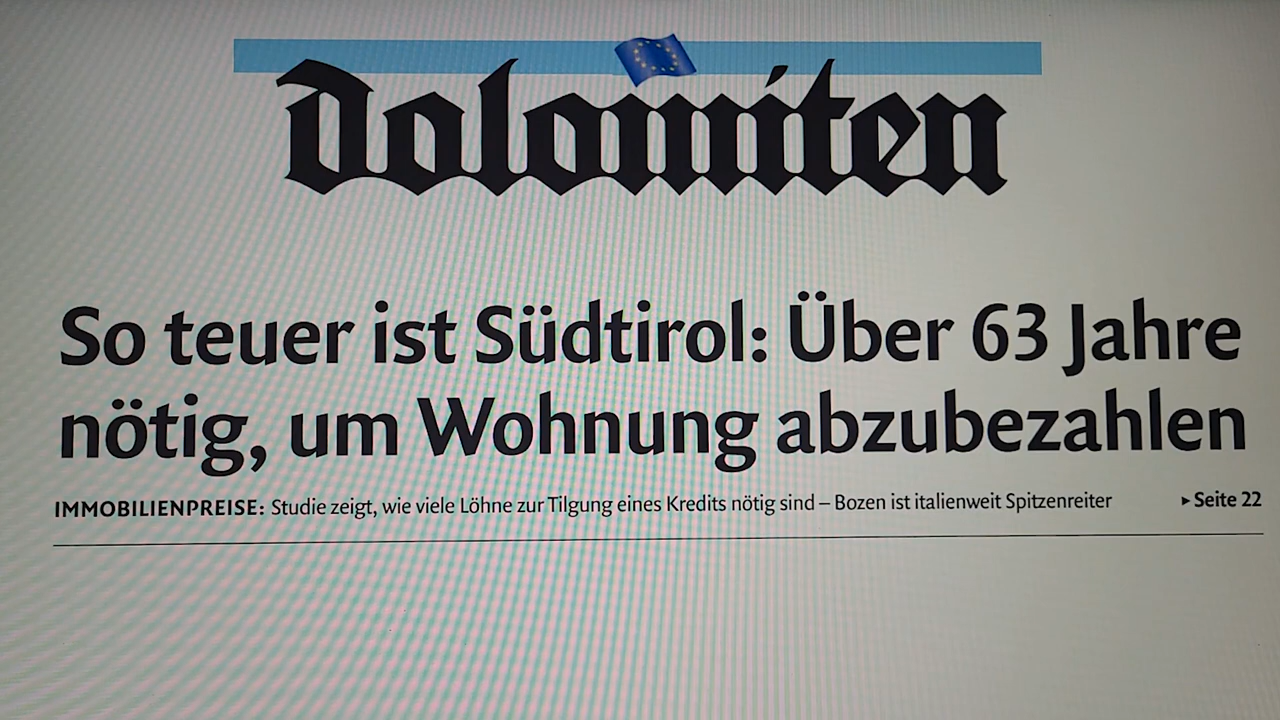 Dolomiten
So teuer ist Südtirol: Über 63 Jahre
nötig, um Wohnung abzubezahlen
IMMOBILIENPREISE: Studie zeigt, wie viele Löhne zur Tilgung eines Kredits nötig sind – Bozen ist italienweit Spitzenreiter ▸ Seite 22